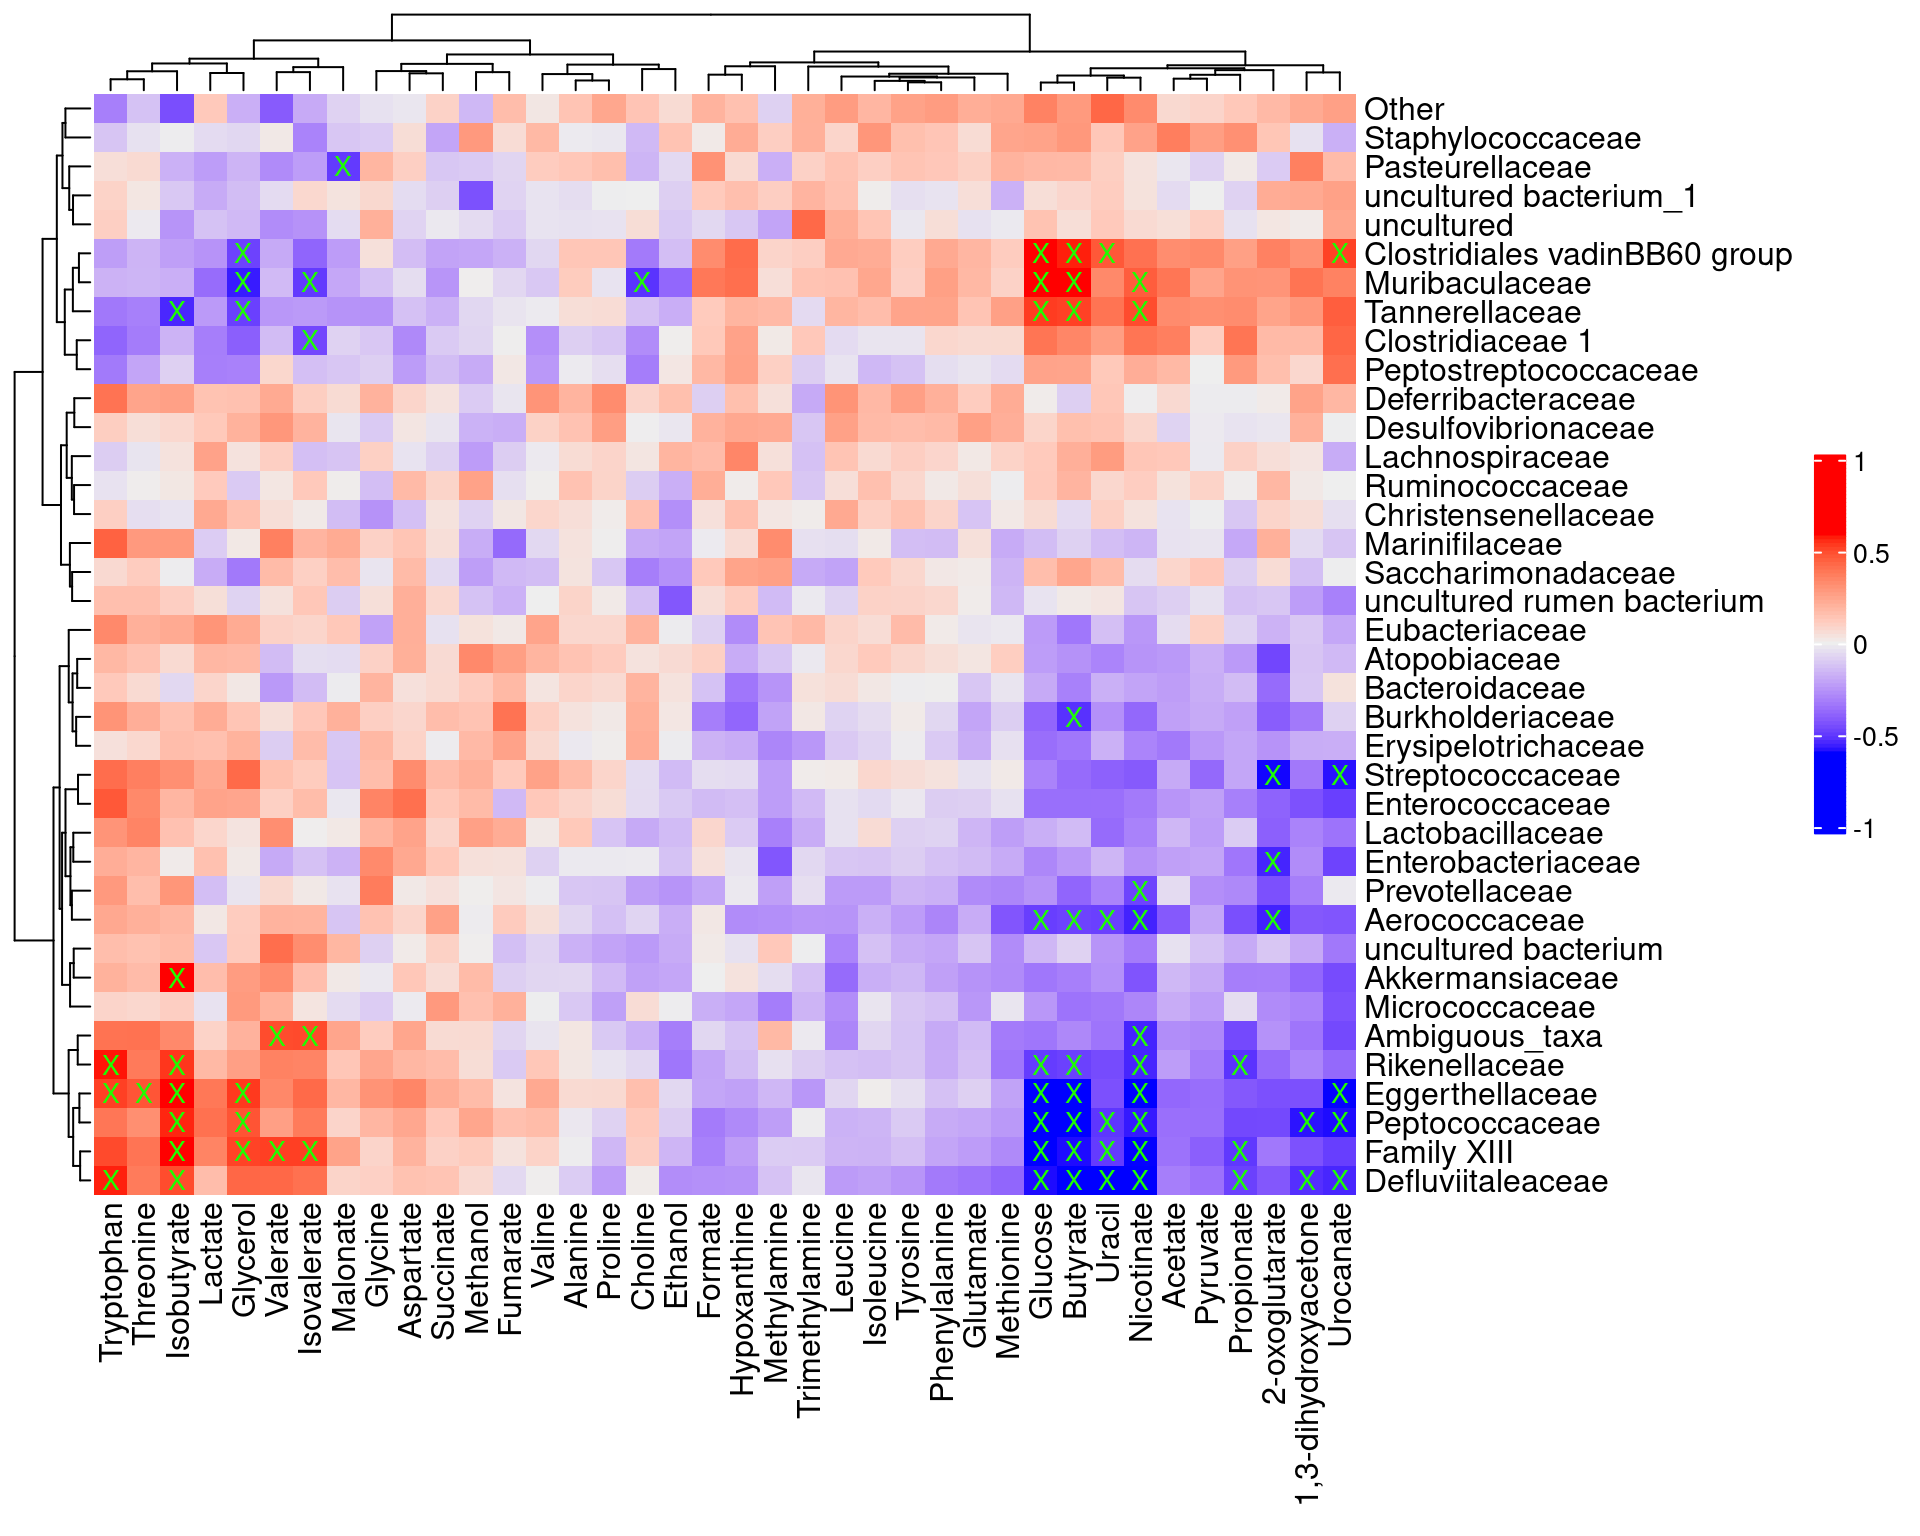 Other
Staphylococcaceae
Pasteurellaceae
X
uncultured bacterium_1
uncultured
X X X X X Clostridiales vadinBB60 group
X X X X X X Muribaculaceae
X X X X X Tannerellaceae
X Clostridiaceae 1
Peptostreptococcaceae
Deferribacteraceae
Desulfovibrionaceae
Lachnospiraceae
Ruminococcaceae
Christensenellaceae
Marinifilaceae
Saccharimonadaceae
uncultured rumen bacterium
Eubacteriaceae
Atopobiaceae
Bacteroidaceae
X Burkholderiaceae
Erysipelotrichaceae
X X Streptococcaceae
Enterococcaceae
Lactobacillaceae
X Enterobacteriaceae
X Prevotellaceae
X X X X X Aerococcaceae
uncultured bacterium
X Akkermansiaceae
Micrococcaceae
X X X Ambiguous_taxa
X X X X X X Rikenellaceae
X X X X X X X X Eggerthellaceae
X X X X X X X X Peptococcaceae
X X X X X X X X X Family XIII
X X X X X X X X X Defluviitaleaceae
Tryptophan
Threonine
Isobutyrate
Lactate
Glycerol
Valerate
Isovalerate
Malonate
Glycine
Aspartate
Succinate
Methanol
Fumarate
Valine
Alanine
Proline
Choline
Ethanol
Formate
Hypoxanthine
Methylamine
Trimethylamine
Leucine
Isoleucine
Tyrosine
Phenylalanine
Glutamate
Methionine
Glucose
Butyrate
Uracil
Nicotinate
Acetate
Pyruvate
Propionate
2-oxoglutarate
1,3-dihydroxyacetone
Urocanate
1
0.5
0
-0.5
-1